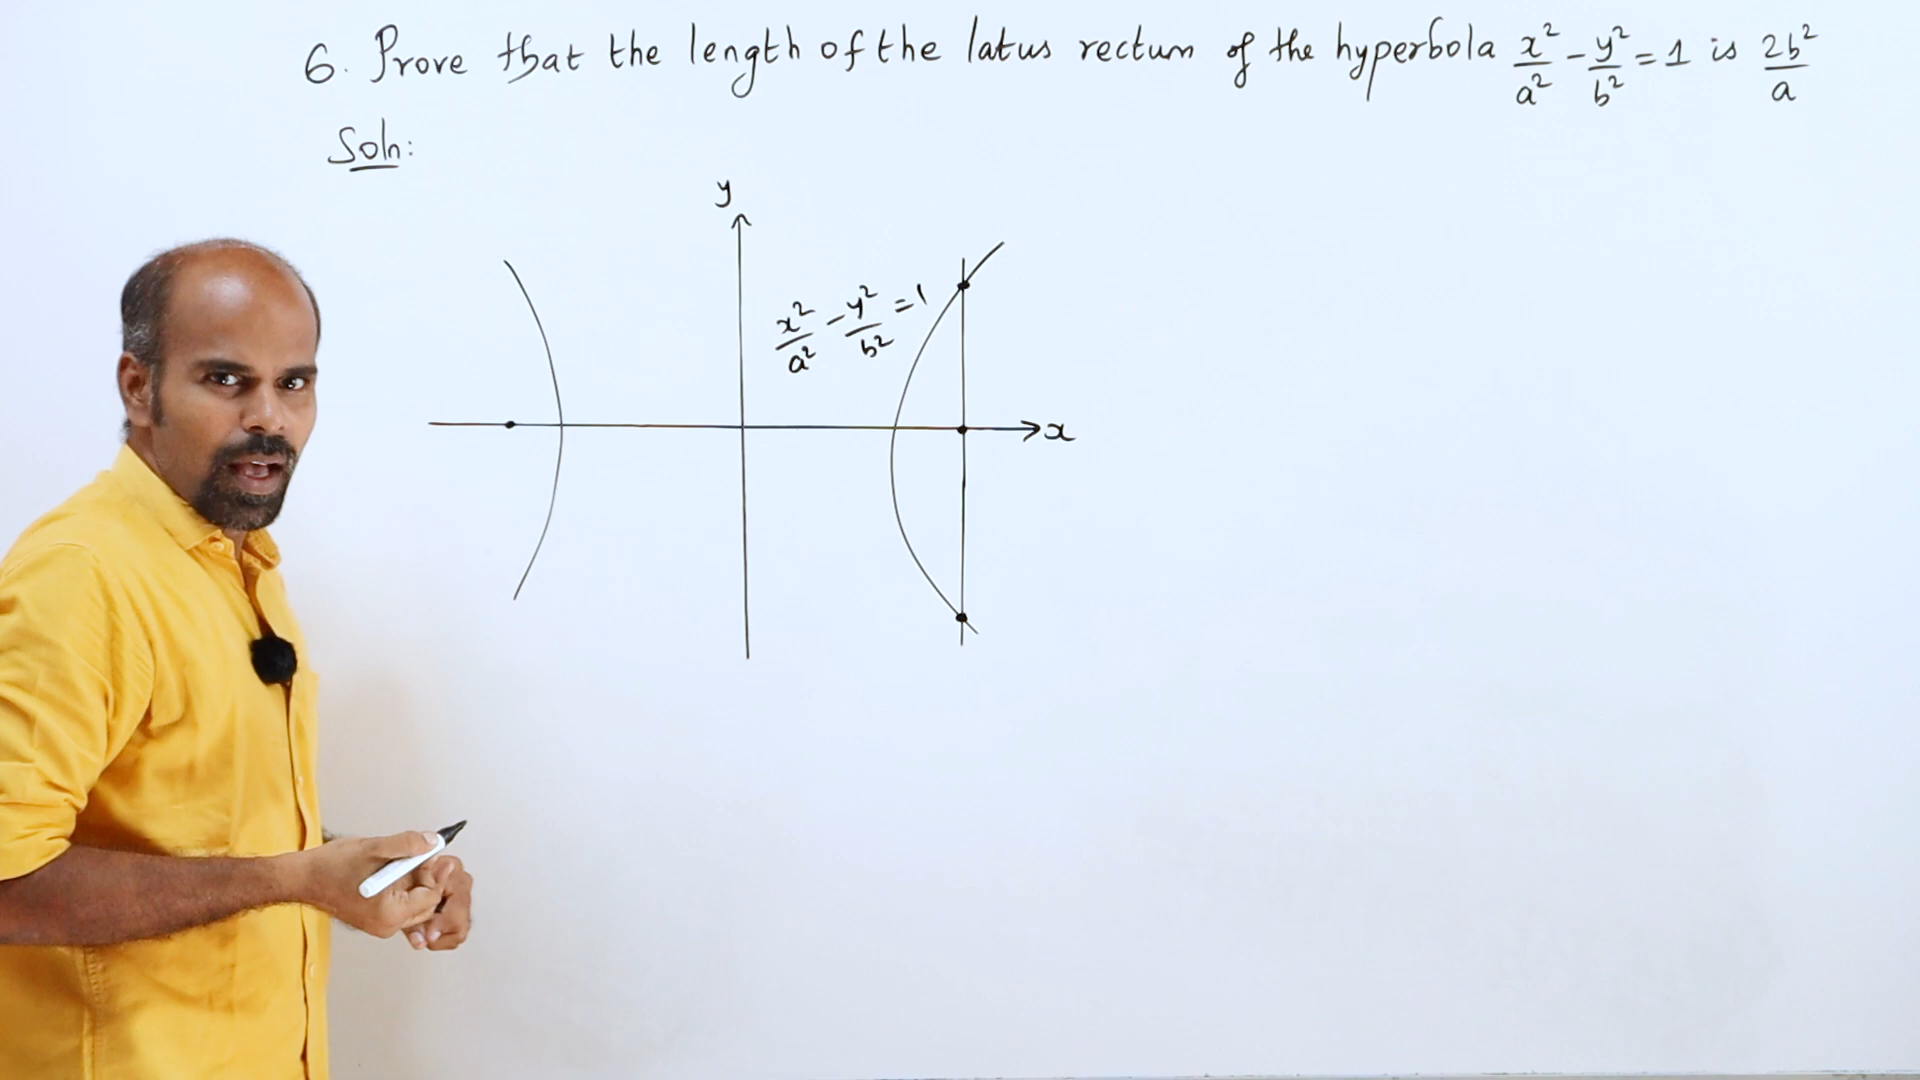 6. Prove that the length of the latus rectum of the hyperbola x²/a² - y²/b² = 1 is 2b²/a
Soln:
y
x²/a² - y²/b² = 1
x